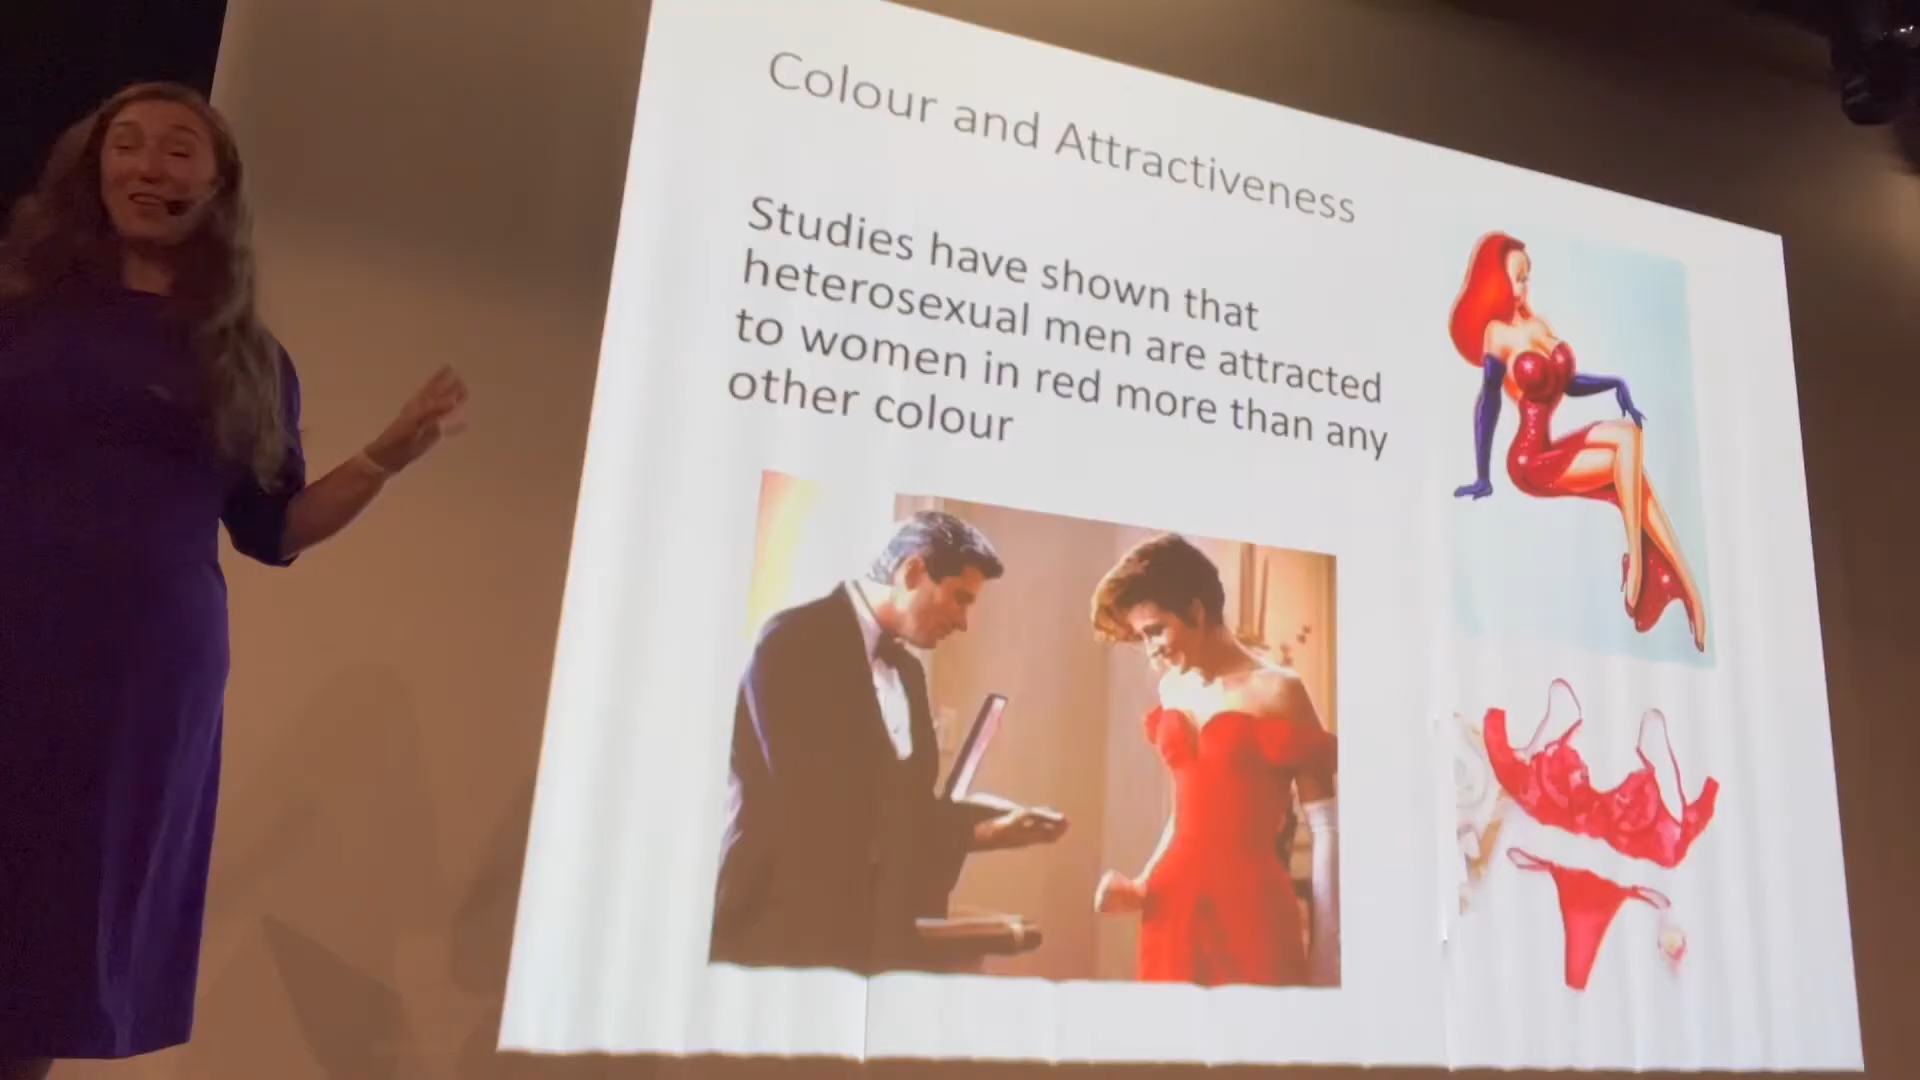 Colour and Attractiveness
Studies have shown that
heterosexual men are attracted
to women in red more than any
other colour